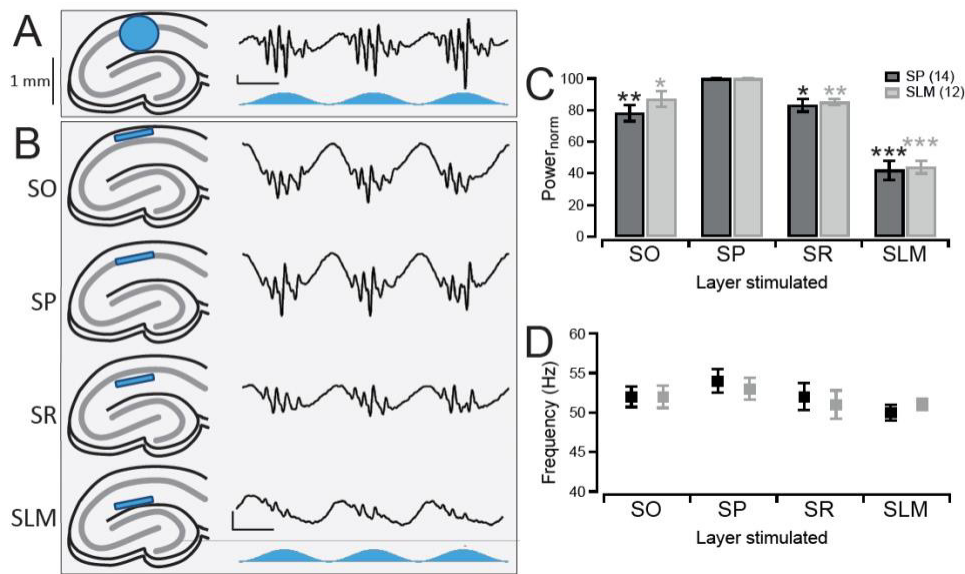 A
1 mm
B
SO
SP
SR
SLM
C
SP (14)
SLM (12)
Power norm
100
80
60
40
20
0
** * * ** *** ***
SO SP SR SLM
Layer stimulated
D
Frequency (Hz)
60
55
50
45
40
SO SP SR SLM
Layer stimulated